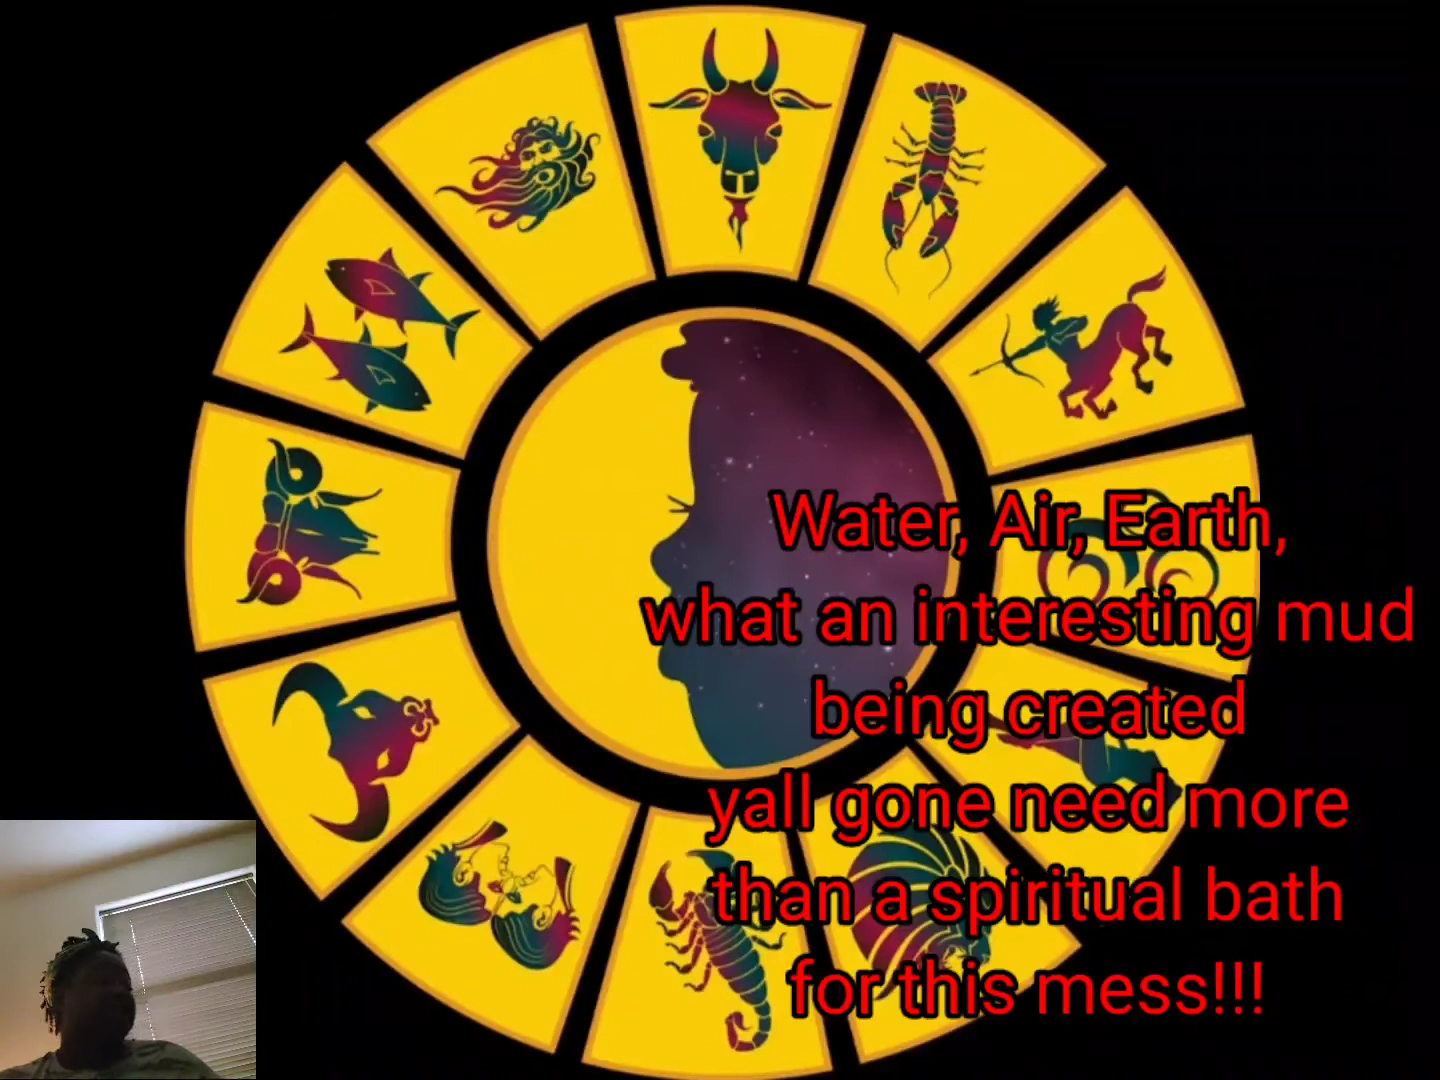 Water, Air, Earth,
what an interesting mud
being created
yall gone need more
than a spiritual bath
for this mess!!!